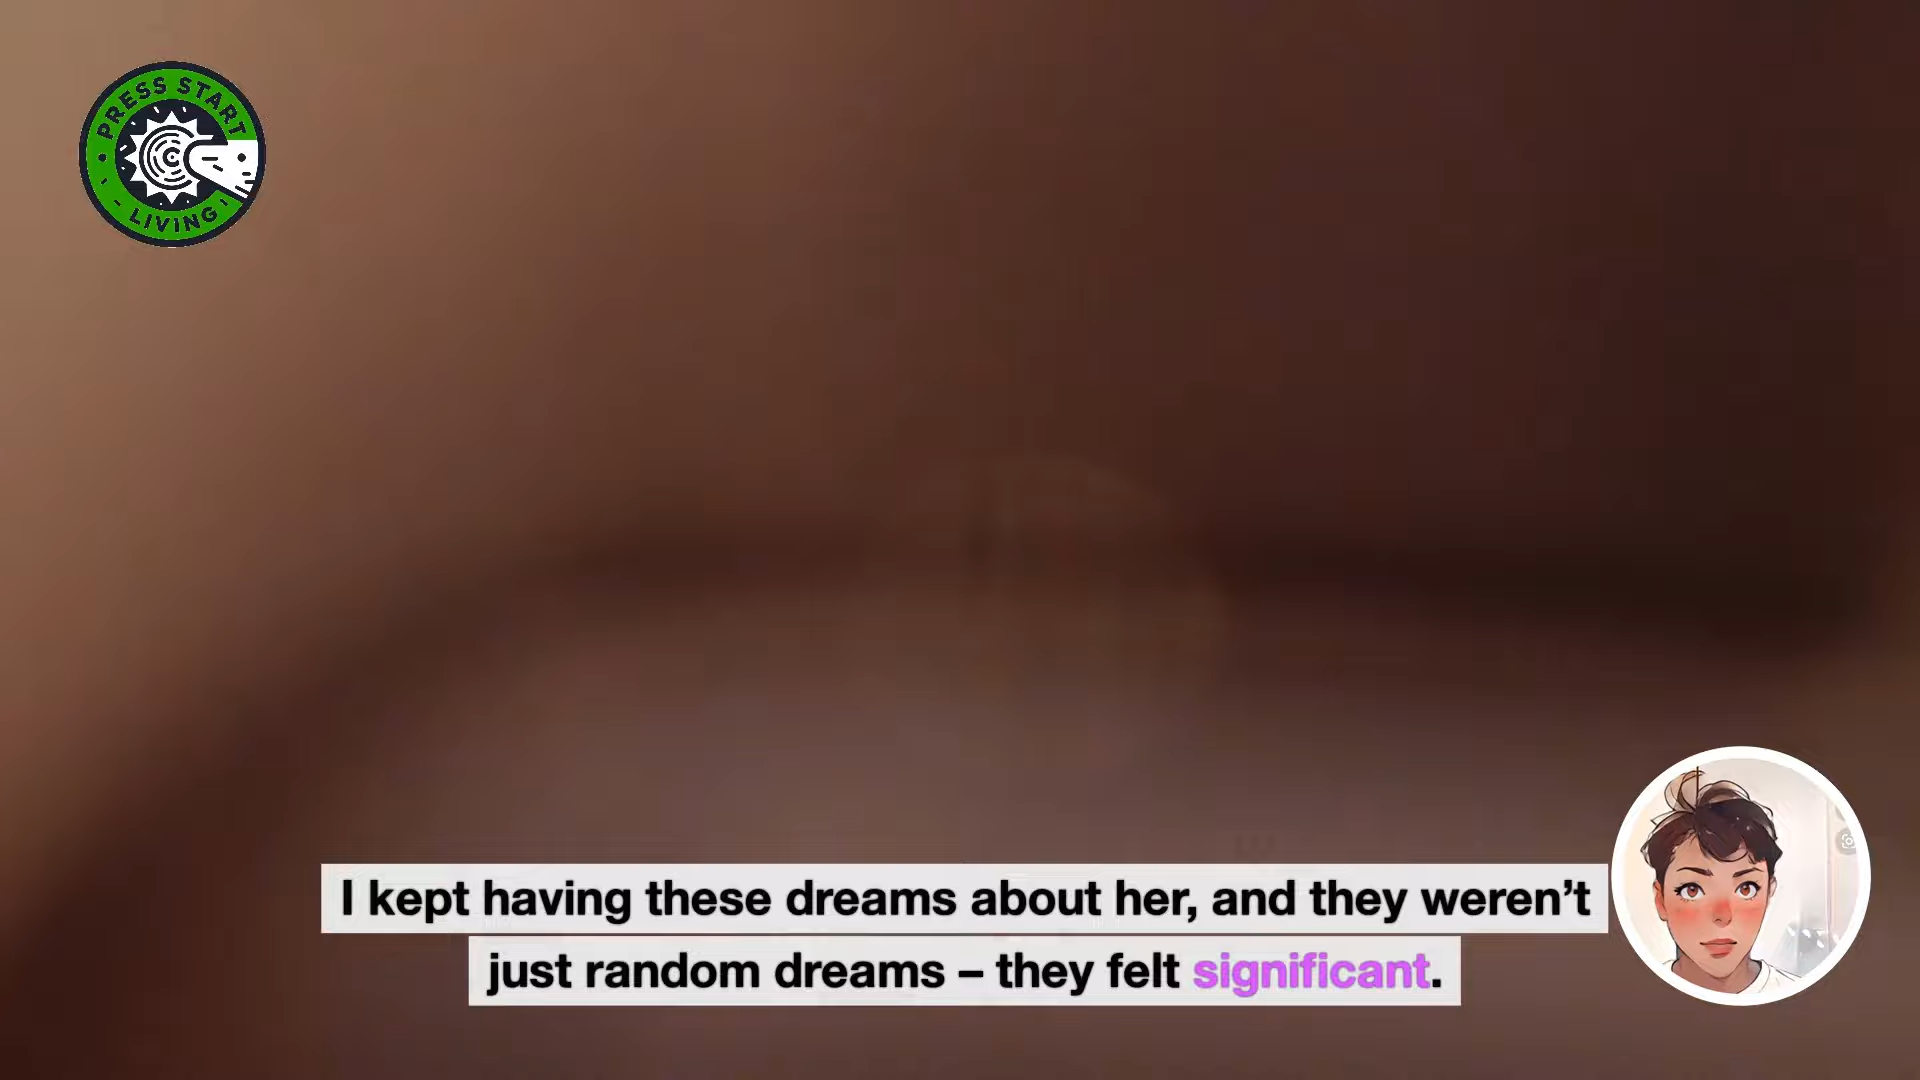 PRESS START
LIVING
I kept having these dreams about her, and they weren’t
just random dreams – they felt significant.